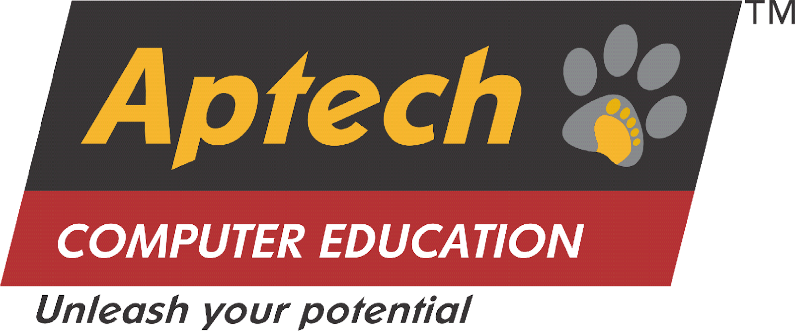 Aptech
TM
COMPUTER EDUCATION
Unleash your potential